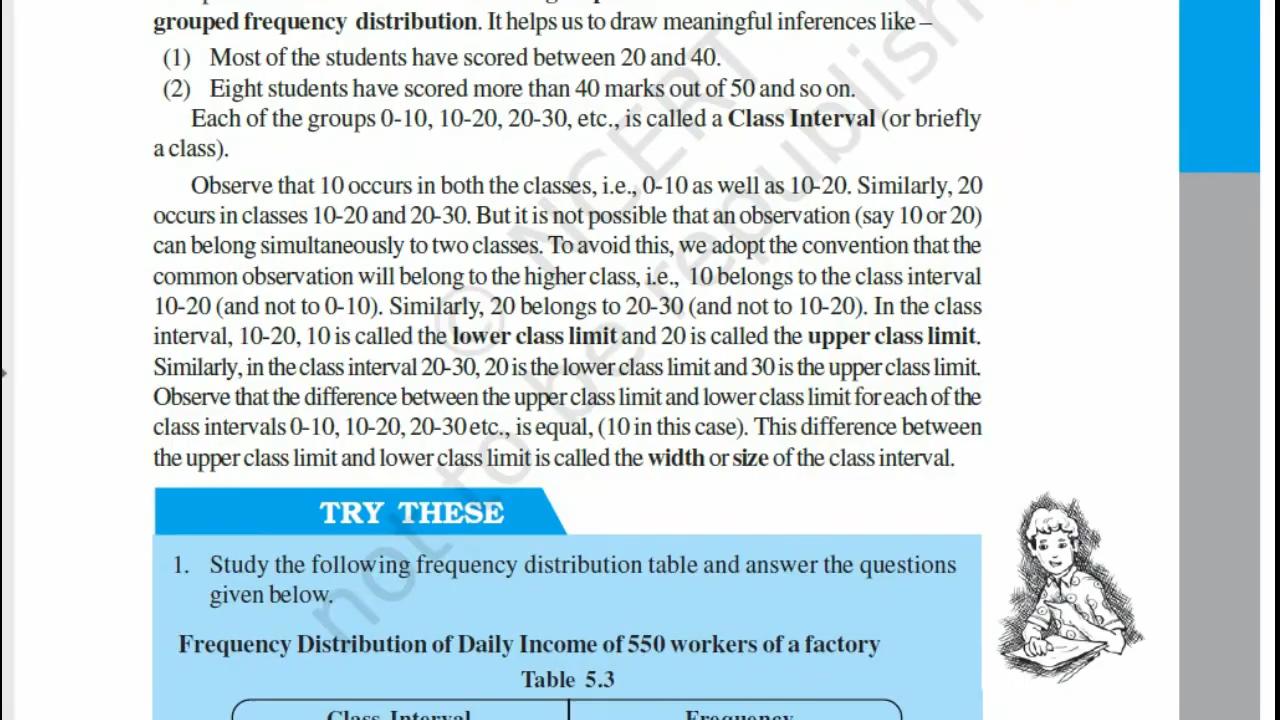 grouped frequency distribution. It helps us to draw meaningful inferences like –
(1) Most of the students have scored between 20 and 40.
(2) Eight students have scored more than 40 marks out of 50 and so on.
Each of the groups 0-10, 10-20, 20-30, etc., is called a Class Interval (or briefly
a class).
Observe that 10 occurs in both the classes, i.e., 0-10 as well as 10-20. Similarly, 20
occurs in classes 10-20 and 20-30. But it is not possible that an observation (say 10 or 20)
can belong simultaneously to two classes. To avoid this, we adopt the convention that the
common observation will belong to the higher class, i.e., 10 belongs to the class interval
10-20 (and not to 0-10). Similarly, 20 belongs to 20-30 (and not to 10-20). In the class
interval, 10-20, 10 is called the lower class limit and 20 is called the upper class limit.
Similarly, in the class interval 20-30, 20 is the lower class limit and 30 is the upper class limit.
Observe that the difference between the upper class limit and lower class limit for each of the
class intervals 0-10, 10-20, 20-30 etc., is equal, (10 in this case). This difference between
the upper class limit and lower class limit is called the width or size of the class interval.
TRY THESE
1. Study the following frequency distribution table and answer the questions
given below.
Frequency Distribution of Daily Income of 550 workers of a factory
Table 5.3
Class Interval Frequency
© NCERT
not to be republish